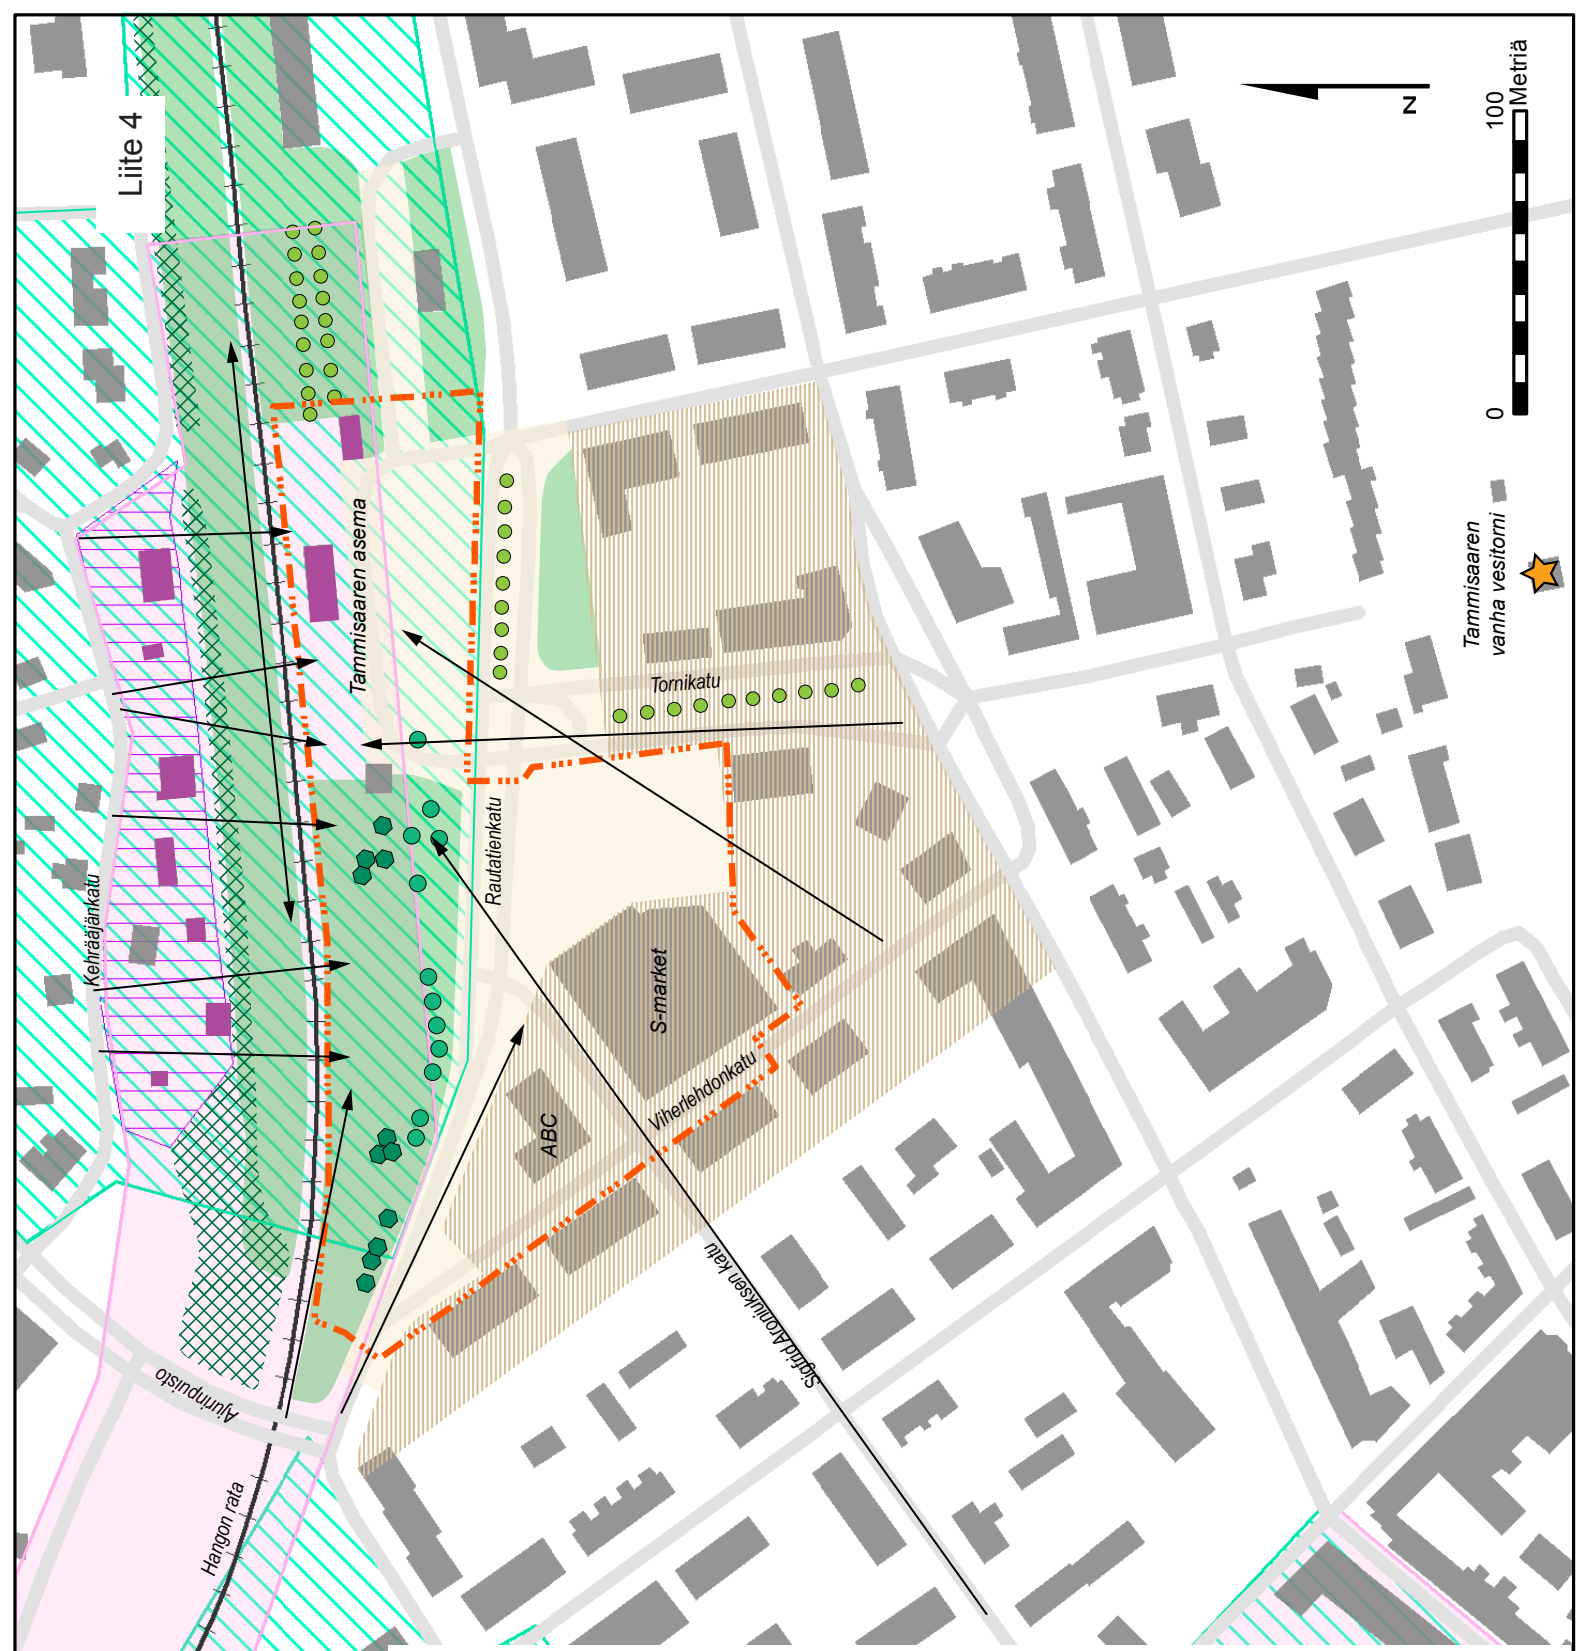 Liite 4
N
0
100
Metriä
Tammisaaren
vanha vesitorni
Tammisaaren asema
Tornikatu
Rautatienkatu
Kehrääjänkatu
S-market
ABC
Viherlehdonkatu
Sigfrid Aroniuksen katu
Ajurinpuisto
Hangon rata